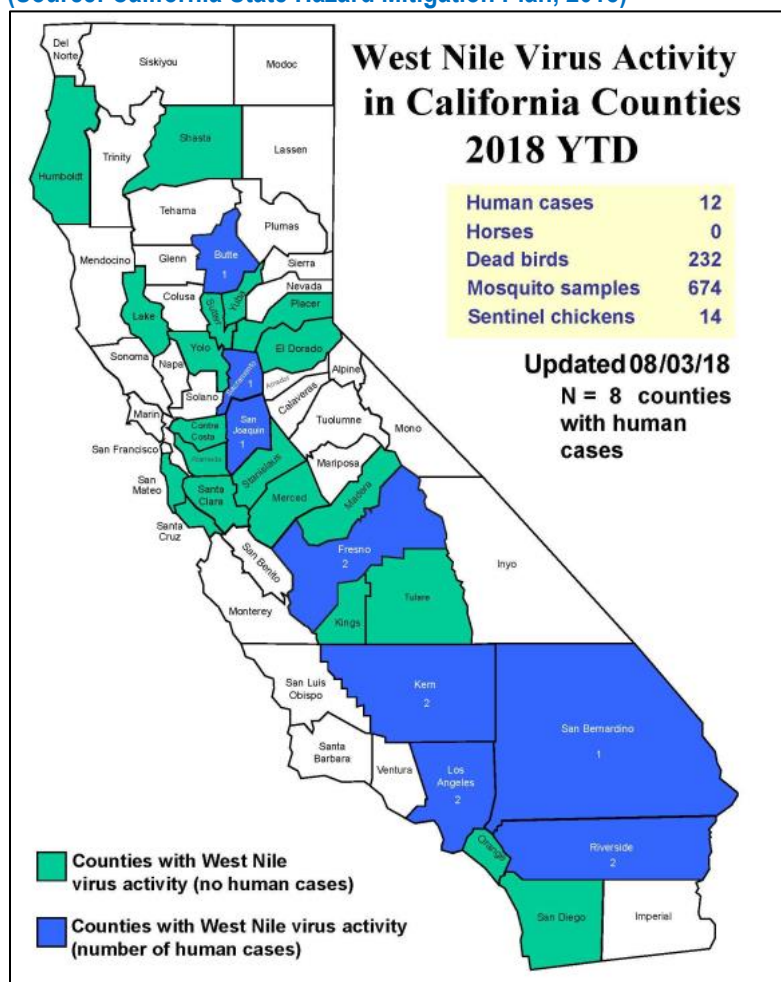 (Source: California State Hazard Mitigation Plan, 2018)
West Nile Virus Activity
in California Counties
2018 YTD
Human cases 12
Horses 0
Dead birds 232
Mosquito samples 674
Sentinel chickens 14
Updated 08/03/18
N = 8 counties
with human
cases
Del
Norte
Siskiyou
Modoc
Humboldt
Trinity
Shasta
Lassen
Tehama
Plumas
Mendocino
Glenn
Butte
1
Sierra
Nevada
Colusa
Lake
Sutter
Yuba
Placer
Yolo
El Dorado
Sonoma
Napa
Sacramento
1
Amador
Alpine
Solano
Calaveras
Marin
Contra
Costa
San
Joaquin
1
Tuolumne
Mono
San Francisco
Alameda
Stanislaus
Mariposa
San
Mateo
Santa
Clara
Merced
Madera
Santa
Cruz
San Benito
Fresno
2
Inyo
Monterey
Kings
Tulare
San Luis
Obispo
Kern
2
San Bernardino
1
Santa
Barbara
Ventura
Los
Angeles
2
Orange
Riverside
2
San Diego
Imperial
Counties with West Nile
virus activity (no human cases)
Counties with West Nile virus activity
(number of human cases)